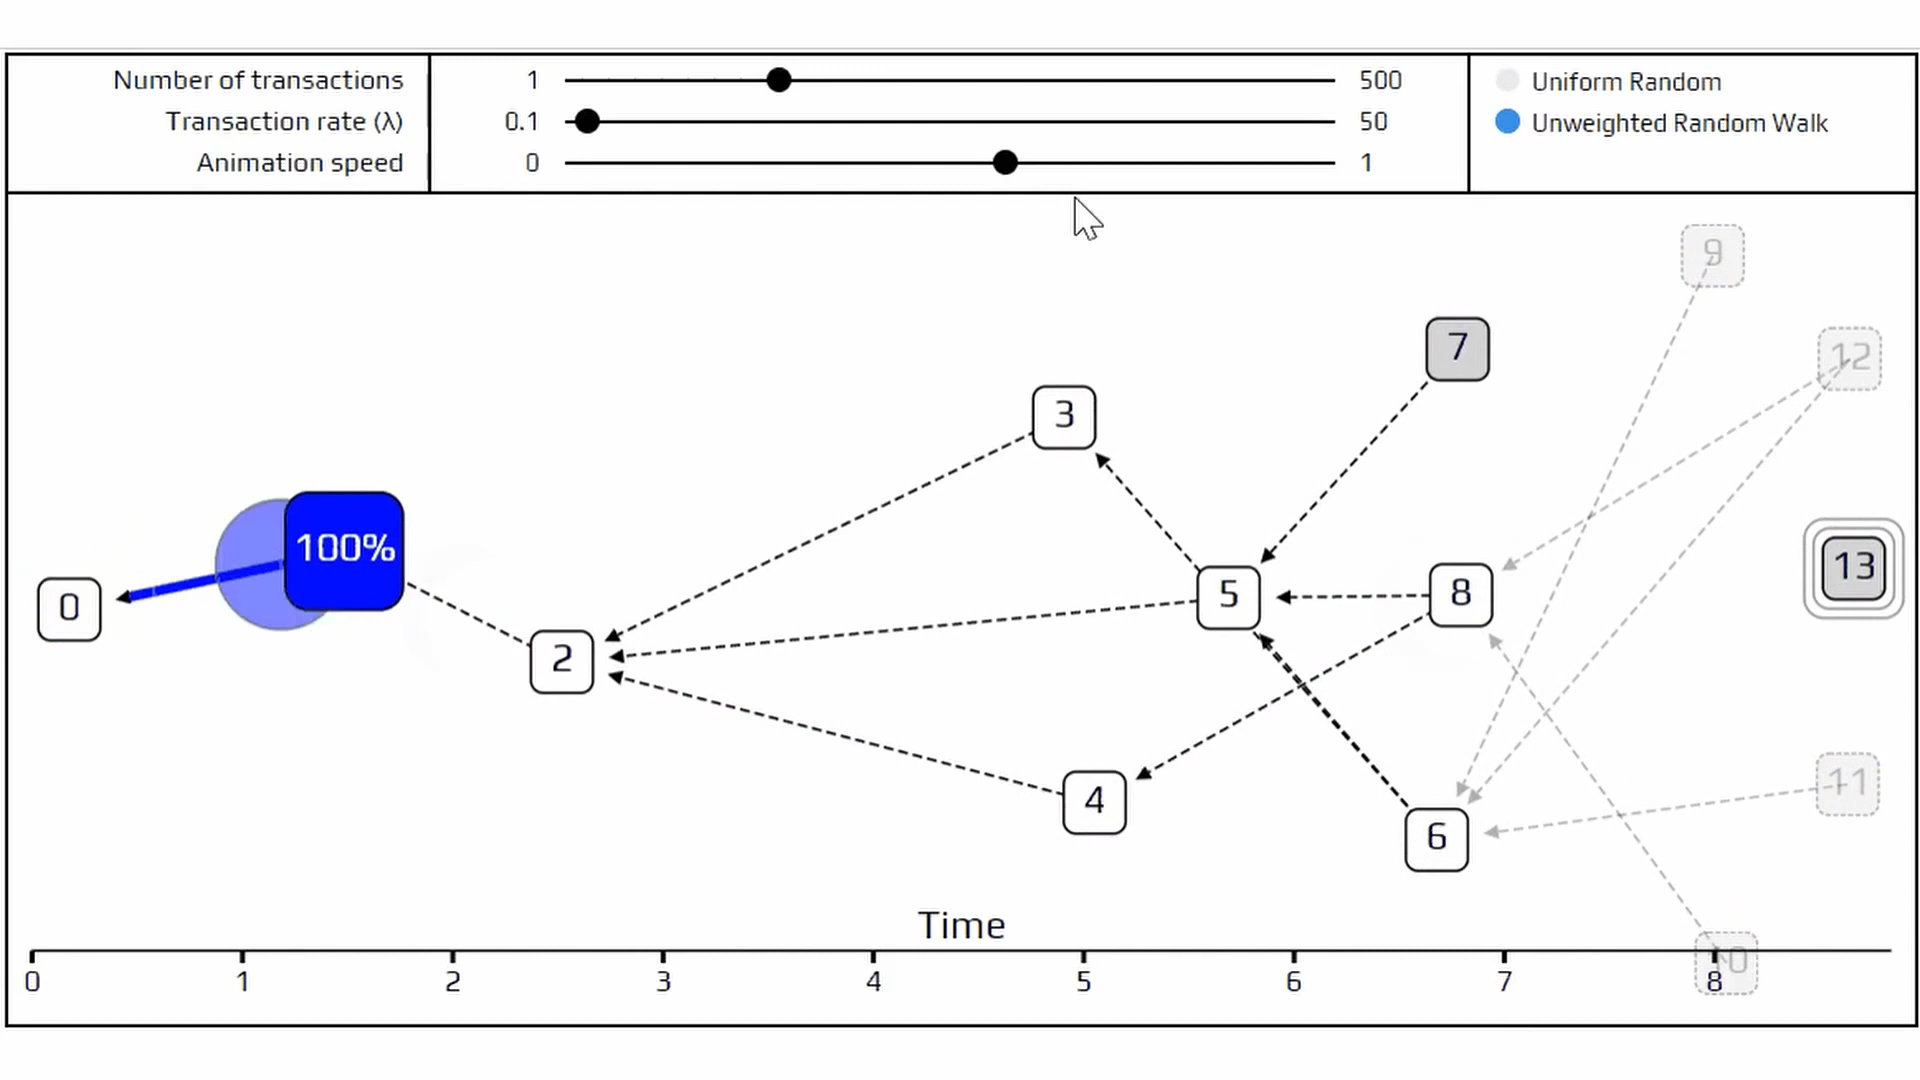 Number of transactions 1 500
Transaction rate (λ) 0.1 50
Animation speed 0 1
Uniform Random
Unweighted Random Walk
9
7
12
3
100%
13
0
5
8
2
11
4
6
Time
10
0 1 2 3 4 5 6 7 8